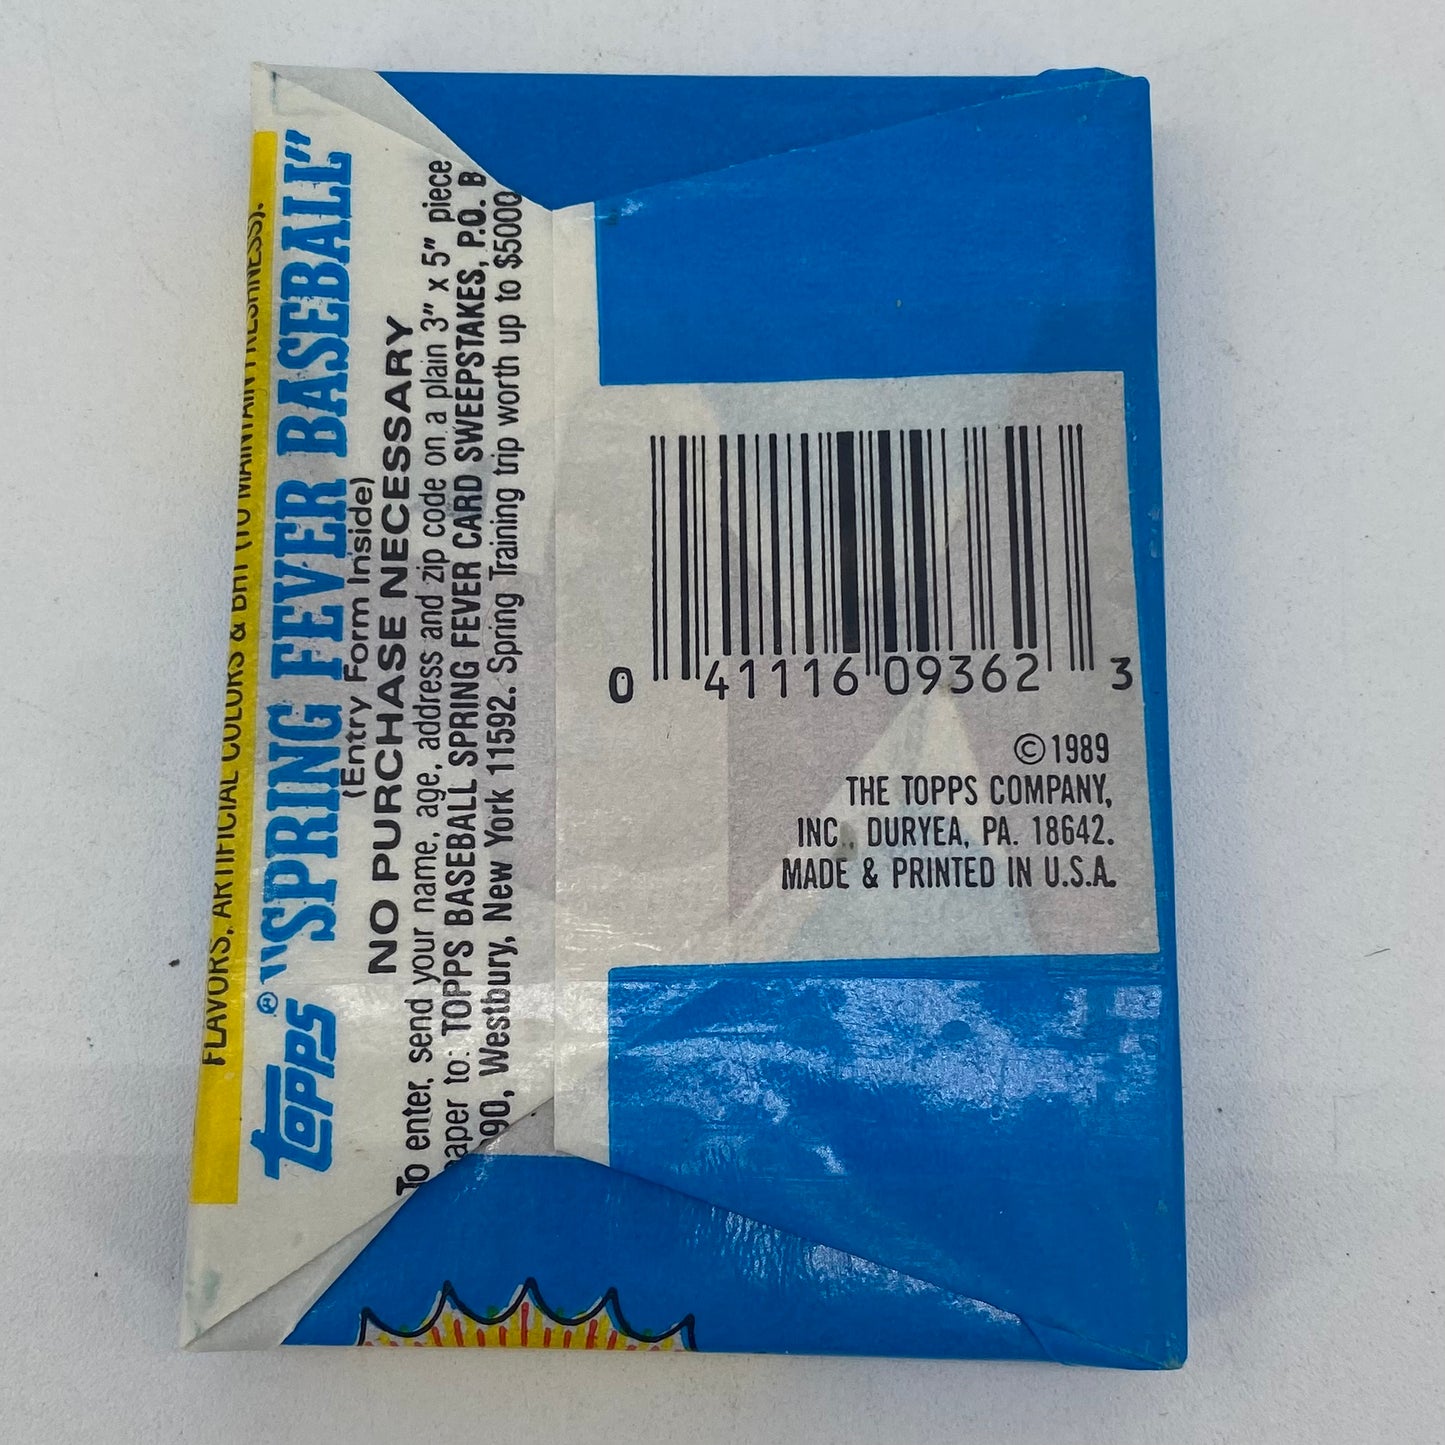 FLAVORS, ARTIFICIAL COLORS & BHT (TO MAINTAIN FRESHNESS).
Topps® "SPRING FEVER BASEBALL"
(Entry Form Inside)
NO PURCHASE NECESSARY
To enter, send your name, age, address and zip code on a plain 3" x 5" piece
to: TOPPS BASEBALL SPRING FEVER CARD SWEEPSTAKES, P.O. B
90, Westbury, New York 11592. Spring Training trip worth up to $5000
0 41116 09362 3
© 1989
THE TOPPS COMPANY,
INC., DURYEA, PA. 18642.
MADE & PRINTED IN U.S.A.